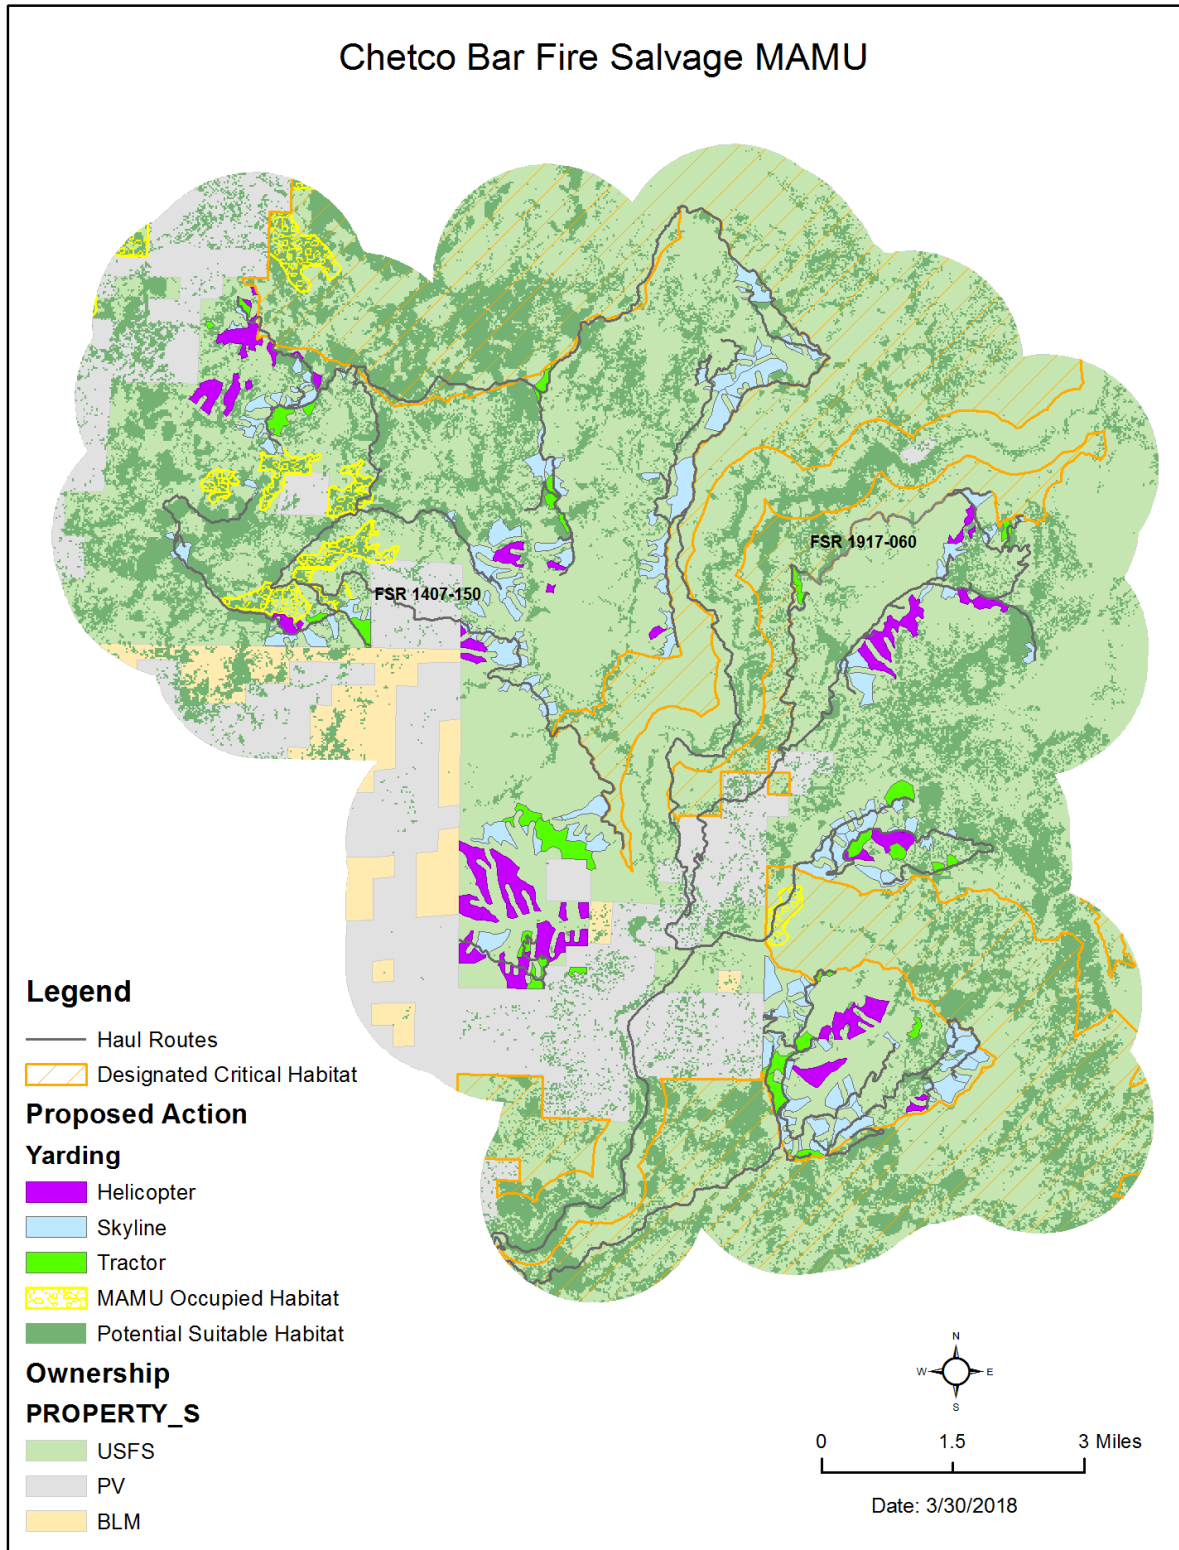 Chetco Bar Fire Salvage MAMU
FSR 1917-060
FSR 1407-150
Legend
Haul Routes
Designated Critical Habitat
Proposed Action
Yarding
Helicopter
Skyline
Tractor
MAMU Occupied Habitat
Potential Suitable Habitat
Ownership
PROPERTY_S
USFS
PV
BLM
N
W E
S
0 1.5 3 Miles
Date: 3/30/2018